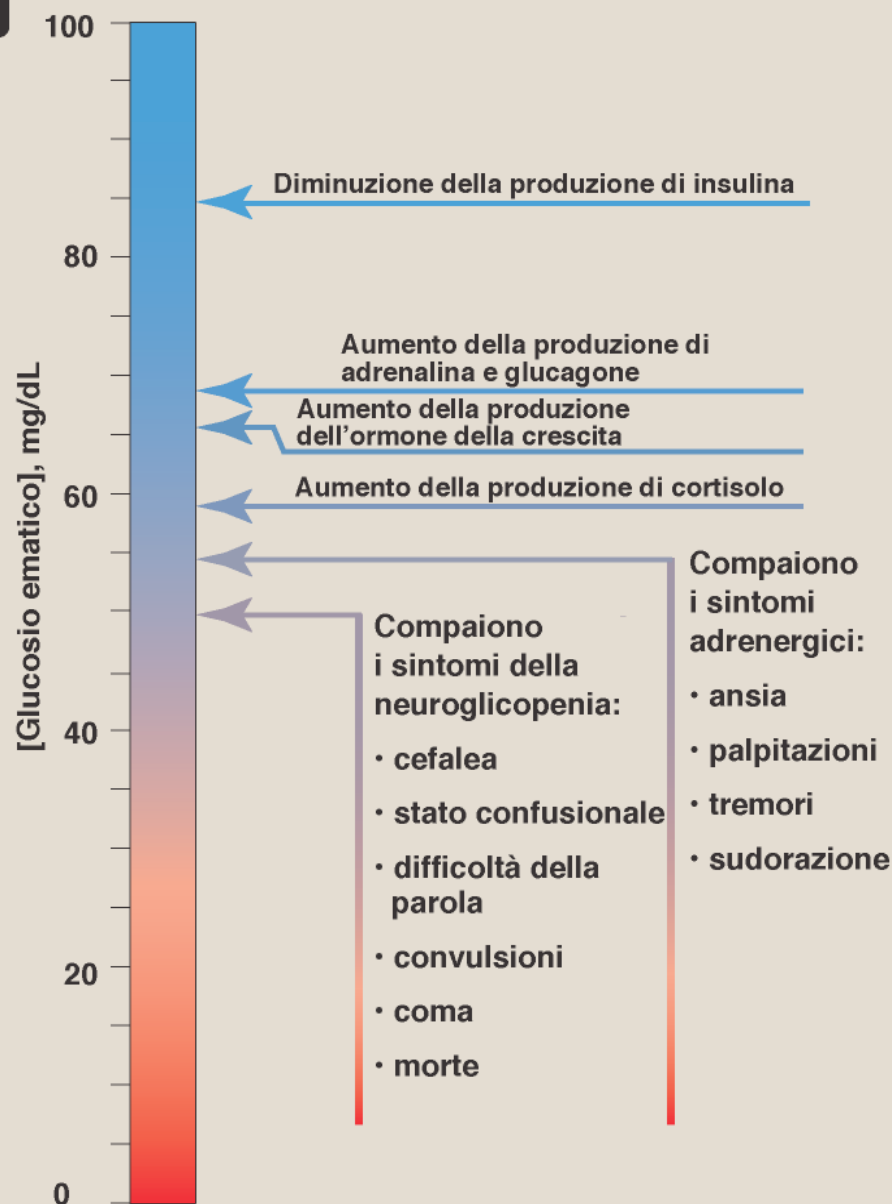 100
80
60
40
20
0
[Glucosio ematico], mg/dL
Diminuzione della produzione di insulina
Aumento della produzione di
adrenalina e glucagone
Aumento della produzione
dell'ormone della crescita
Aumento della produzione di cortisolo
Compaiono
i sintomi
adrenergici:
· ansia
· palpitazioni
· tremori
· sudorazione
Compaiono
i sintomi della
neuroglicopenia:
· cefalea
· stato confusionale
· difficoltà della
parola
· convulsioni
· coma
· morte